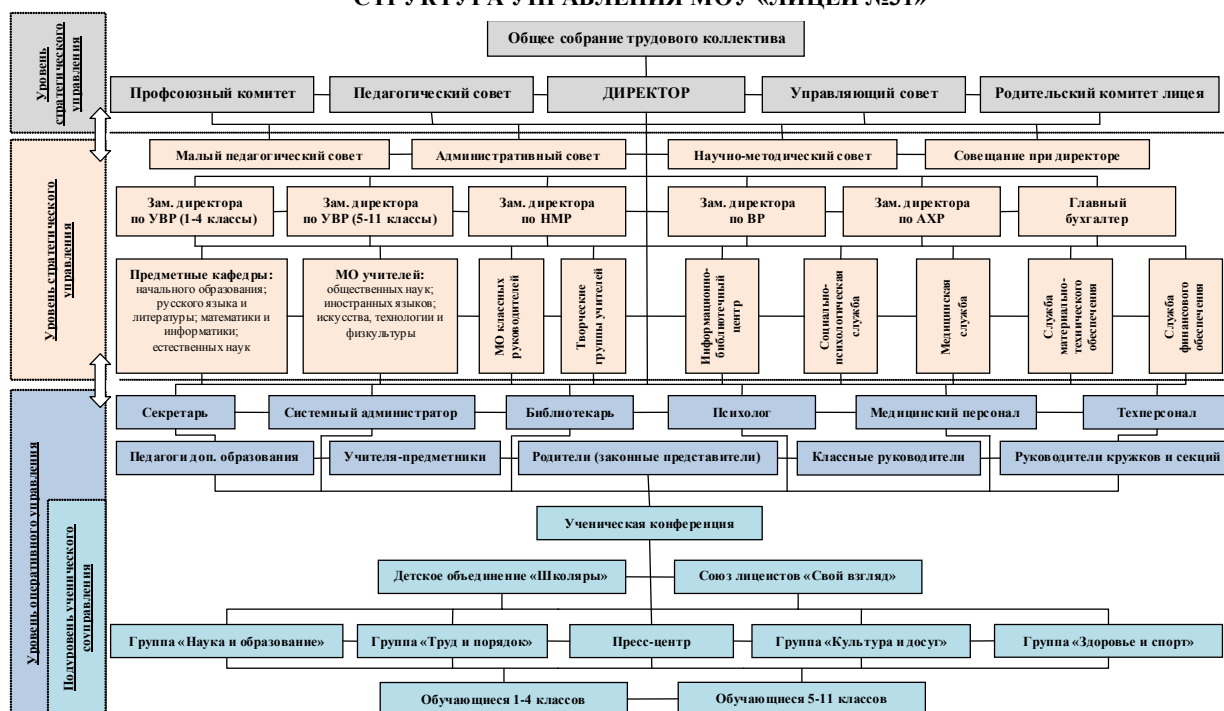 СТРУКТУРА УПРАВЛЕНИЯ МОУ «ЛИЦЕЙ №51»
Уровень
стратегического
управления
Общее собрание трудового коллектива
Профсоюзный комитет
Педагогический совет
ДИРЕКТОР
Управляющий совет
Родительский комитет лицея
Уровень стратегического
управления
Малый педагогический совет
Административный совет
Научно-методический совет
Совещание при директоре
Зам. директора
по УВР (1-4 классы)
Зам. директора
по УВР (5-11 классы)
Зам. директора
по НМР
Зам. директора
по ВР
Зам. директора
по АХР
Главный
бухгалтер
Предметные кафедры:
начального образования;
русского языка и
литературы; математики и
информатики;
естественных наук
МО учителей:
общественных наук;
иностранных языков;
искусства, технологии и
физкультуры
МО классных
руководителей
Творческие
группы учителей
Информационно-
библиотечный
центр
Социально-
психологическая
служба
Медицинская
служба
Служба
материально-
технического
обеспечения
Служба
финансового
обеспечения
Уровень оперативного управления
Секретарь
Системный администратор
Библиотекарь
Психолог
Медицинский персонал
Техперсонал
Педагоги доп. образования
Учителя-предметники
Родители (законные представители)
Классные руководители
Руководители кружков и секций
Подуровень ученического
соуправления
Ученическая конференция
Детское объединение «Школяры»
Союз лицеистов «Свой взгляд»
Группа «Наука и образование»
Группа «Труд и порядок»
Пресс-центр
Группа «Культура и досуг»
Группа «Здоровье и спорт»
Обучающиеся 1-4 классов
Обучающиеся 5-11 классов